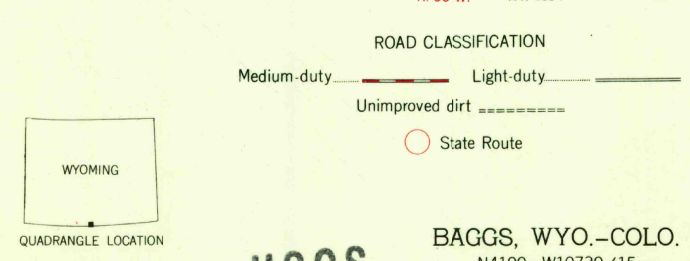 ROAD CLASSIFICATION
Medium-duty Light-duty
Unimproved dirt
State Route
WYOMING
QUADRANGLE LOCATION
BAGGS, WYO.-COLO.